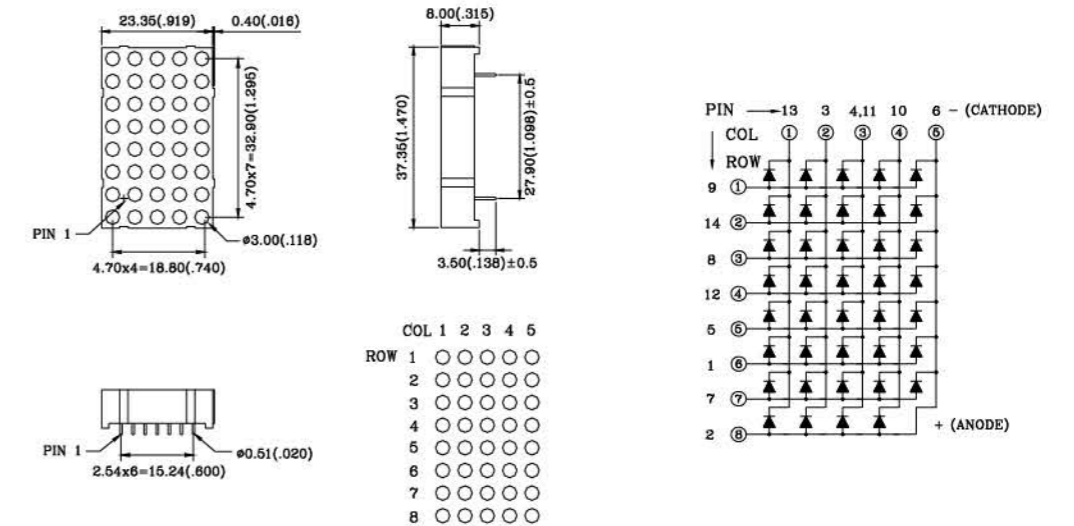 23.35(.919)
0.40(.016)
4.70x7=32.90(1.295)
PIN 1
ø3.00(.118)
4.70x4=18.80(.740)
8.00(.315)
37.35(1.470)
27.90(1.098)±0.5
3.50(.138)±0.5
PIN 1
ø0.51(.020)
2.54x6=15.24(.600)
COL 1 2 3 4 5
ROW 1
2
3
4
5
6
7
8
PIN 13 3 4,11 10 6 - (CATHODE)
COL ① ② ③ ④ ⑤
ROW
9 ①
14 ②
8 ③
12 ④
5 ⑤
1 ⑥
7 ⑦
2 ⑧
+ (ANODE)